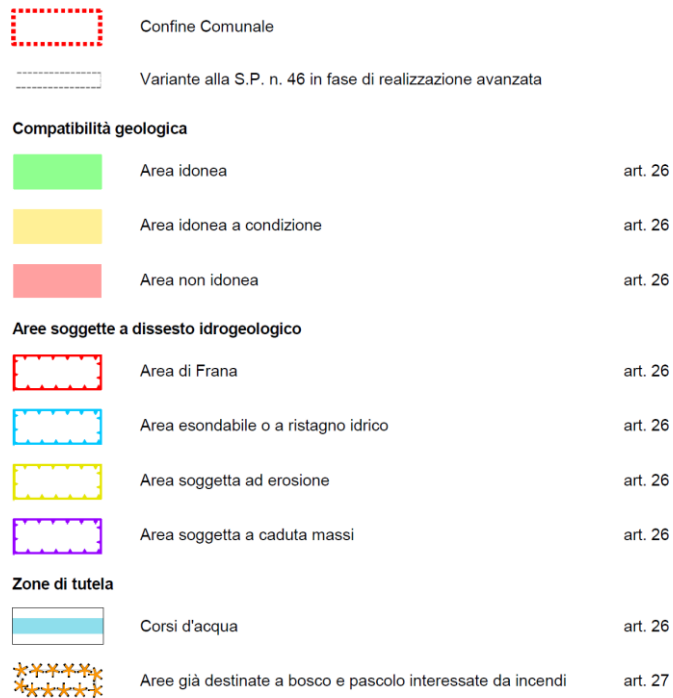 Confine Comunale
Variante alla S.P. n. 46 in fase di realizzazione avanzata
Compatibilità geologica
Area idonea art. 26
Area idonea a condizione art. 26
Area non idonea art. 26
Aree soggette a dissesto idrogeologico
Area di Frana art. 26
Area esondabile o a ristagno idrico art. 26
Area soggetta ad erosione art. 26
Area soggetta a caduta massi art. 26
Zone di tutela
Corsi d'acqua art. 26
Aree già destinate a bosco e pascolo interessate da incendi art. 27